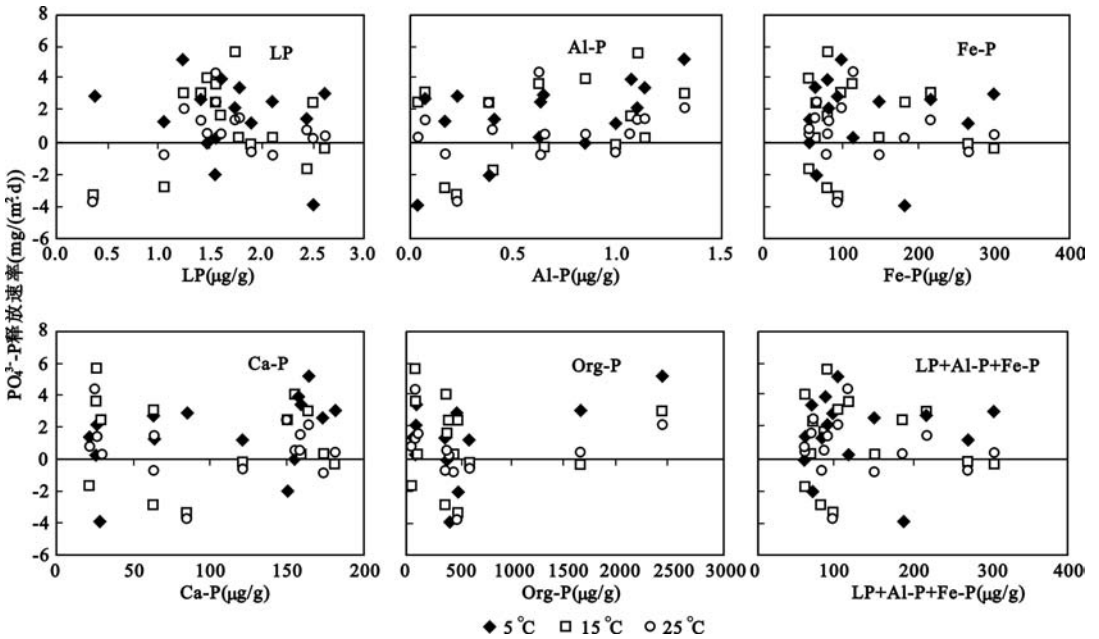 PO₄³⁻-P释放速率(mg/(m²·d))
8
6
4
2
0
-2
-4
-6
LP
0.0 1.0 1.5 2.0 2.5 3.0
LP(μg/g)
Al-P
0.0 0.5 1.0 1.5
Al-P(μg/g)
Fe-P
0 100 200 300 400
Fe-P(μg/g)
8
6
4
2
0
-2
-4
-6
Ca-P
0 50 100 150 200
Ca-P(μg/g)
Org-P
0 500 1000 1500 2000 2500 3000
Org-P(μg/g)
LP+Al-P+Fe-P
0 100 200 300 400
LP+Al-P+Fe-P(μg/g)
5 °C 15 °C 25 °C